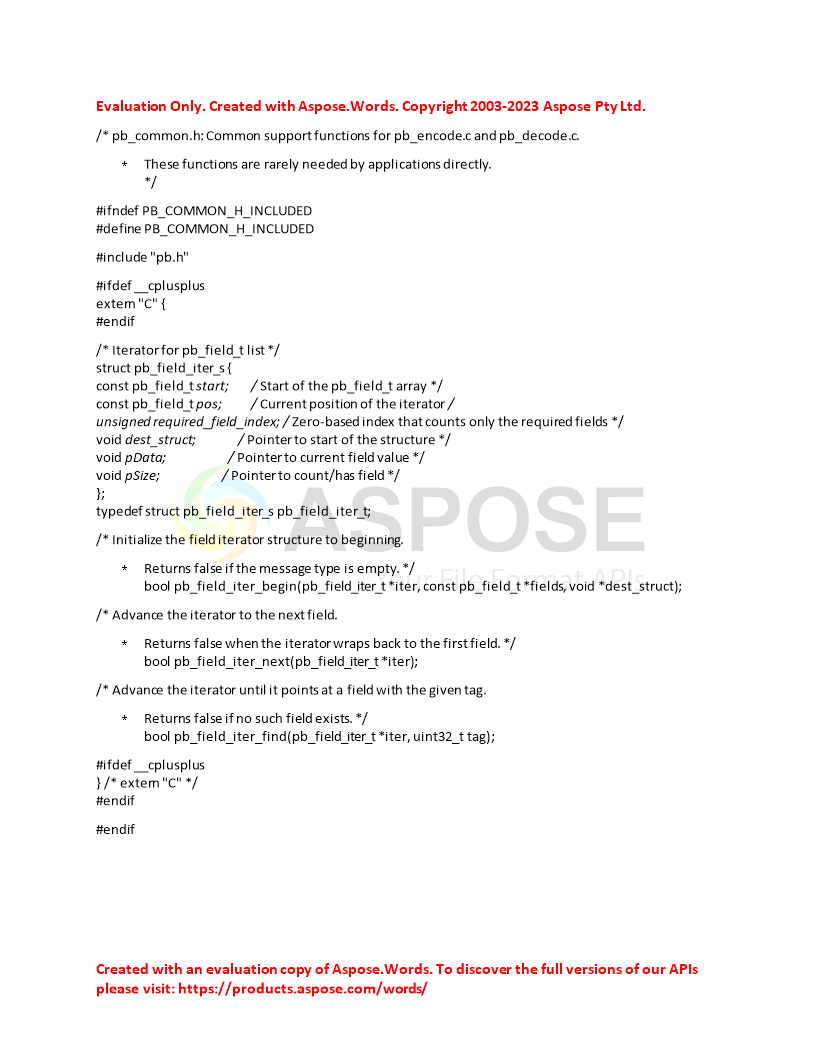 Evaluation Only. Created with Aspose.Words. Copyright 2003-2023 Aspose Pty Ltd.
/* pb_common.h: Common support functions for pb_encode.c and pb_decode.c.
* These functions are rarely needed by applications directly.
*/
#ifndef PB_COMMON_H_INCLUDED
#define PB_COMMON_H_INCLUDED
#include "pb.h"
#ifdef __cplusplus
extern "C" {
#endif
/* Iterator for pb_field_t list */
struct pb_field_iter_s {
const pb_field_t start; / Start of the pb_field_t array */
const pb_field_t pos; / Current position of the iterator /
unsigned required_field_index; / Zero-based index that counts only the required fields */
void dest_struct; / Pointer to start of the structure */
void pData; / Pointer to current field value */
void pSize; / Pointer to count/has field */
};
typedef struct pb_field_iter_s pb_field_iter_t;
ASPOSE
Your File Format APIs
/* Initialize the field iterator structure to beginning.
* Returns false if the message type is empty. */
bool pb_field_iter_begin(pb_field_iter_t *iter, const pb_field_t *fields, void *dest_struct);
/* Advance the iterator to the next field.
* Returns false when the iterator wraps back to the first field. */
bool pb_field_iter_next(pb_field_iter_t *iter);
/* Advance the iterator until it points at a field with the given tag.
* Returns false if no such field exists. */
bool pb_field_iter_find(pb_field_iter_t *iter, uint32_t tag);
#ifdef __cplusplus
} /* extern "C" */
#endif
#endif
Created with an evaluation copy of Aspose.Words. To discover the full versions of our APIs
please visit: https://products.aspose.com/words/